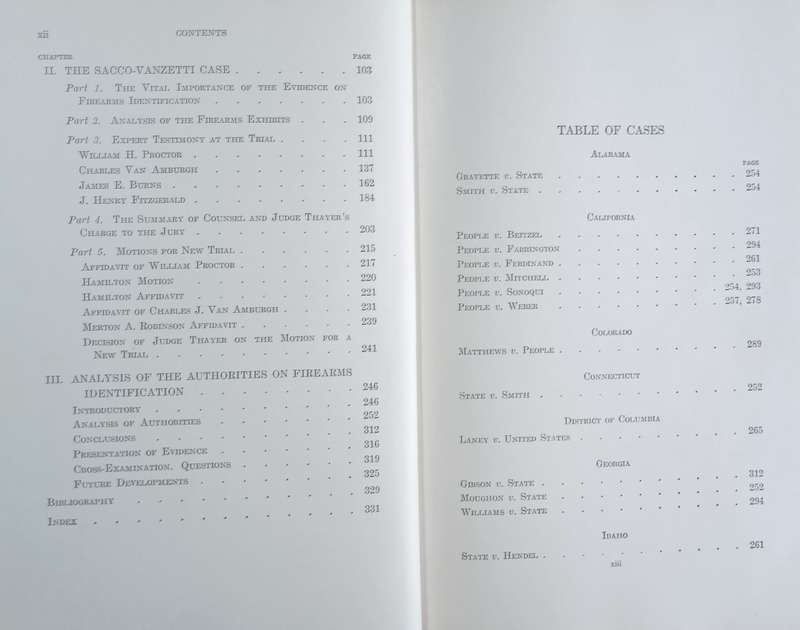 xii CONTENTS
CHAPTER PAGE
II. THE SACCO-VANZETTI CASE . . . . . . 103
Part 1. The Vital Importance of the Evidence on
Firearms Identification . . . . . . . 103
Part 2. Analysis of the Firearms Exhibits . . . 109
Part 3. Expert Testimony at the Trial . . . . 111
William H. Proctor . . . . . . . . 111
Charles Van Amburgh . . . . . . . 137
James E. Burns . . . . . . . . . 162
J. Henry Fitzgerald . . . . . . . . 184
Part 4. The Summary of Counsel and Judge Thayer's
Charge to the Jury . . . . . . . . 203
Part 5. Motions for New Trial . . . . . . 215
Affidavit of William Proctor . . . . . . 217
Hamilton Motion . . . . . . . . 220
Hamilton Affidavit . . . . . . . . 221
Affidavit of Charles J. Van Amburgh . . . . 231
Merton A. Robinson Affidavit . . . . . . 239
Decision of Judge Thayer on the Motion for a
New Trial . . . . . . . . . . 241
III. ANALYSIS OF THE AUTHORITIES ON FIREARMS
IDENTIFICATION . . . . . . . . 246
Introductory . . . . . . . . . . 246
Analysis of Authorities . . . . . . . 252
Conclusions . . . . . . . . . . 312
Presentation of Evidence . . . . . . . 316
Cross-Examination. Questions . . . . . . 319
Future Developments . . . . . . . . 325
Bibliography . . . . . . . . . . . 329
Index . . . . . . . . . . . . . 331
TABLE OF CASES
Alabama
PAGE
Gravette v. State . . . . . . . . . . 254
Smith v. State . . . . . . . . . . . 254
California
People v. Beitzel . . . . . . . . . . 271
People v. Farrington . . . . . . . . . 294
People v. Ferdinand . . . . . . . . . . 261
People v. Mitchell . . . . . . . . . . 253
People v. Sonoqui . . . . . . . . . 254, 293
People v. Weber . . . . . . . . . 257, 278
Colorado
Matthews v. People . . . . . . . . . . 289
Connecticut
State v. Smith . . . . . . . . . . . 252
District of Columbia
Laney v. United States . . . . . . . . . 265
Georgia
Gibson v. State . . . . . . . . . . . 312
Moughon v. State . . . . . . . . . . 252
Williams v. State . . . . . . . . . . 294
Idaho
State v. Hendel . . . . . . . . . . . 261
xiii